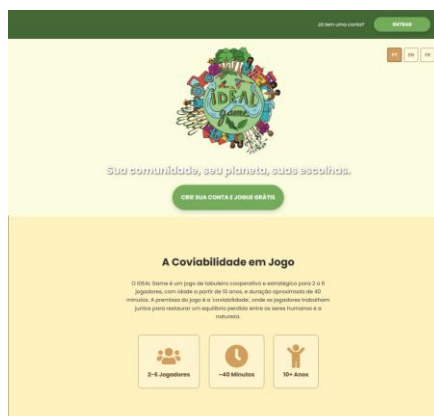 Já tem uma conta?
ENTRAR
PT
EN
FR
IDEAL
game
Sua comunidade, seu planeta, suas escolhas.
CRIE SUA CONTA E JOGUE GRÁTIS
A Coviabilidade em Jogo
O IDEAL Game é um jogo de tabuleiro cooperativo e estratégico para 2 a 6
jogadores, com idade a partir de 10 anos, e duração aproximada de 40
minutos. A premissa do jogo é a 'coviabilidade', onde os jogadores trabalham
juntos para restaurar um equilíbrio perdido entre os seres humanos e a
natureza.
2-6 Jogadores
~40 Minutos
10+ Anos